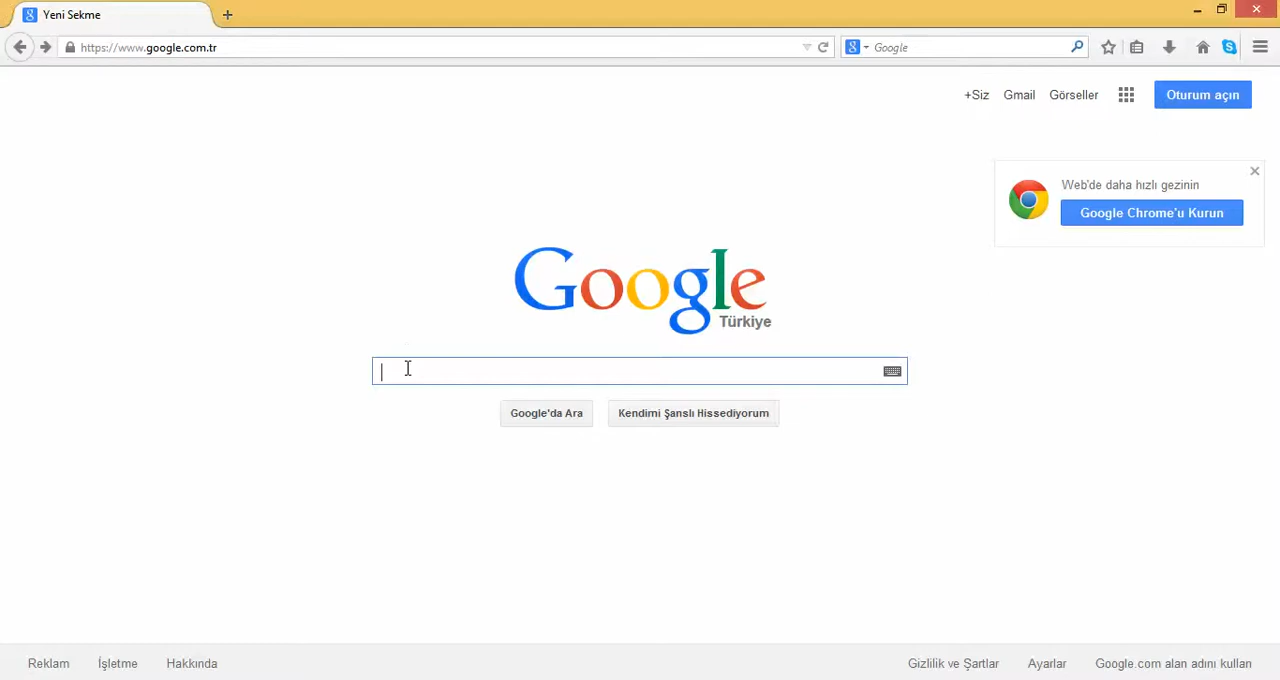 Yeni Sekme
https://www.google.com.tr
Google
+Siz Gmail Görseller Oturum açın
Web'de daha hızlı gezinin
Google Chrome'u Kurun
Google
Türkiye
Google'da Ara Kendimi Şanslı Hissediyorum
Reklam İşletme Hakkında Gizlilik ve Şartlar Ayarlar Google.com alan adını kullan